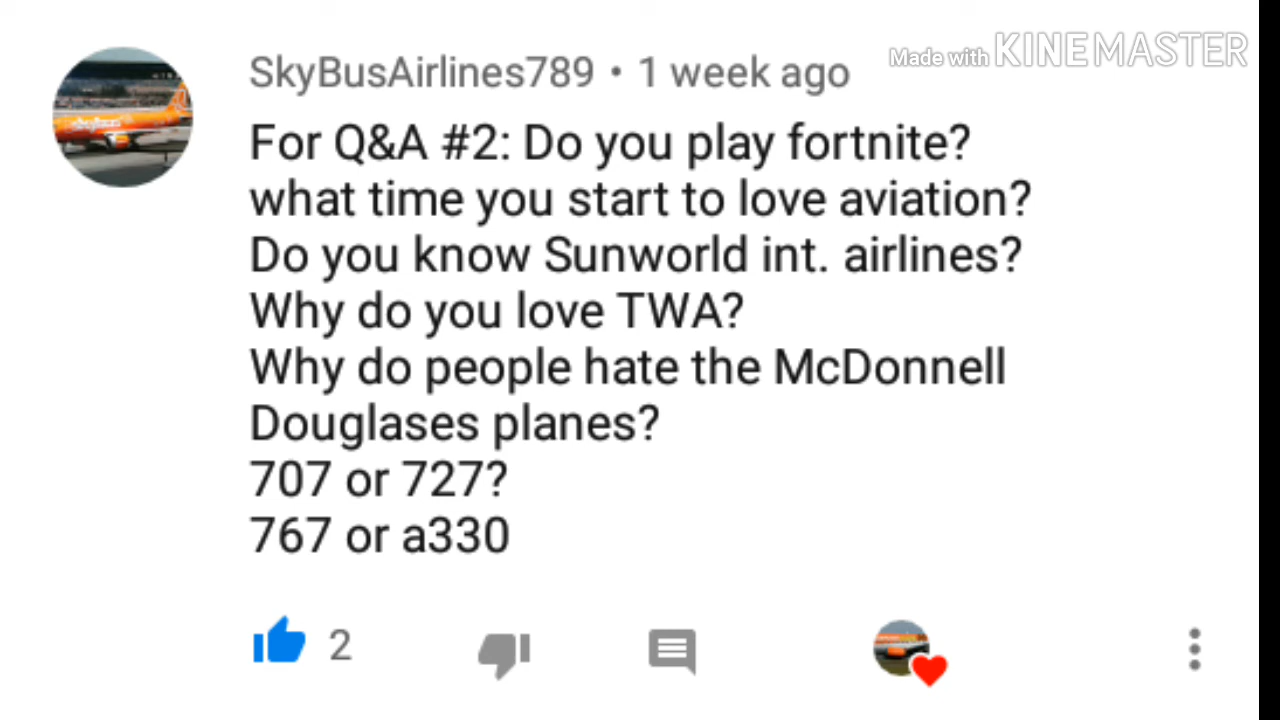 SkyBusAirlines789 • 1 week ago
Made with KINEMASTER
For Q&A #2: Do you play fortnite?
what time you start to love aviation?
Do you know Sunworld int. airlines?
Why do you love TWA?
Why do people hate the McDonnell
Douglases planes?
707 or 727?
767 or a330
2